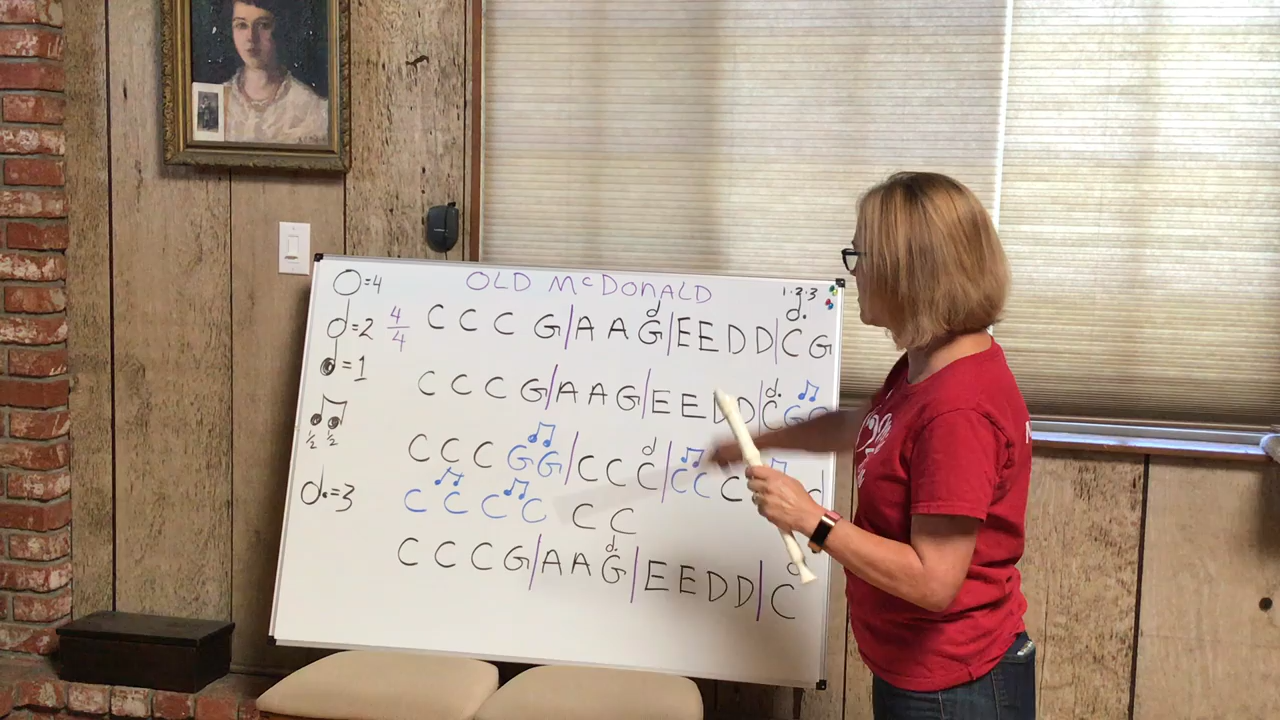 OLD McDONALD
O=4
1 2 3
d=2 4/4 C C C G|A A G|E E D D|C G
=1
C C C G|A A G|E E D D|C G G
½ ½
C C C G G|C C C|C C C
d.=3
C C C C C C
C C C G|A A G|E E D D|C